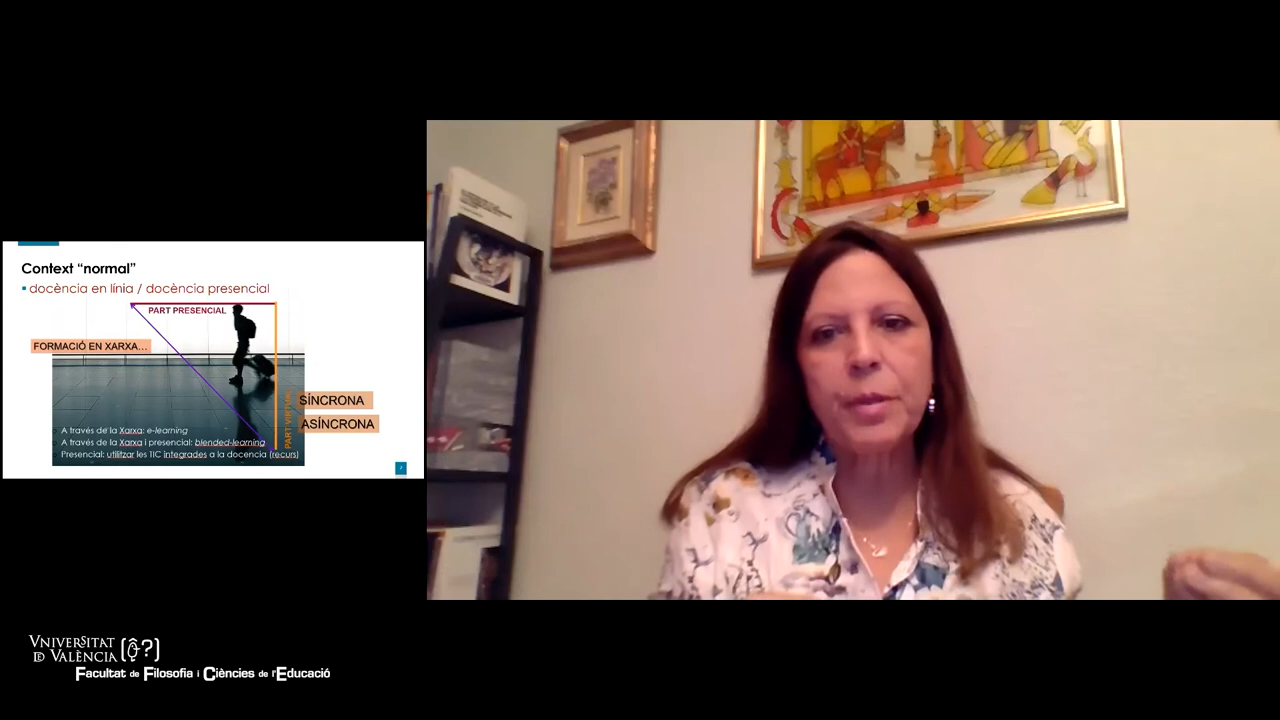 Context “normal”
docència en línia / docència presencial
PART PRESENCIAL
FORMACIÓ EN XARXA...
SÍNCRONA
ASÍNCRONA
PART VIRTUAL
A través de la Xarxa: e-learning
A través de la Xarxa i presencial: blended-learning
Presencial: utilitzar les TIC integrades a la docencia (recurs)
7
VNIVERSITAT
DE VALÈNCIA
Facultat de Filosofia i Ciències de l'Educació